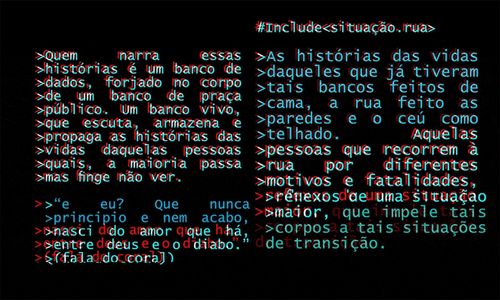 >Quem narra essas
>histórias é um banco de
>dados, forjado no corpo
>de um banco de praça
>público. Um banco vivo,
>que escuta, armazena e
>propaga as histórias das
>vidas daquelas pessoas
>quais, a maioria passa
>mas finge não ver.
>"e eu? Que nunca
>principio e nem acabo,
>nasci do amor que há,
>entre deus e o diabo."
>{(fala do cora})
#Include<situação.rua>
>As histórias das vidas
>daqueles que já tiveram
>tais bancos feitos de
>cama, a rua feito as
>paredes e o céu como
>telhado. Aquelas
>pessoas que recorrem à
>rua por diferentes
>motivos e fatalidades,
>reflexos de uma situação
>maior, que impele tais
>corpos a tais situações
de transição.